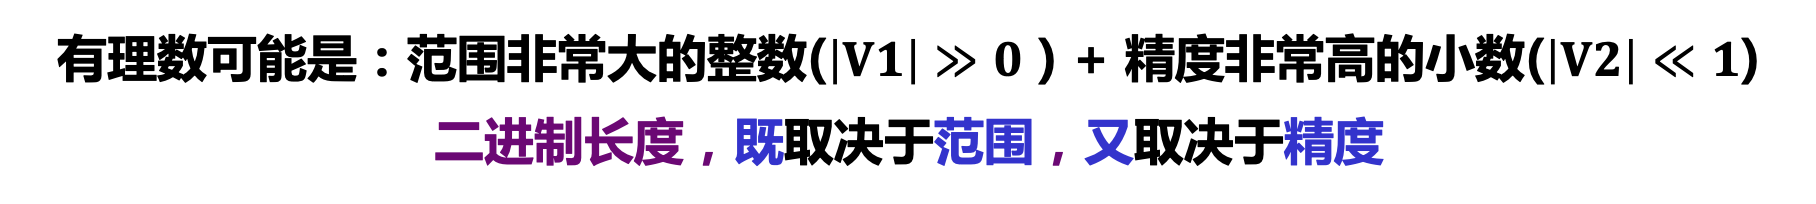 有理数可能是：范围非常大的整数(|V1| ≫ 0 ) + 精度非常高的小数(|V2| ≪ 1)
二进制长度，既取决于范围，又取决于精度